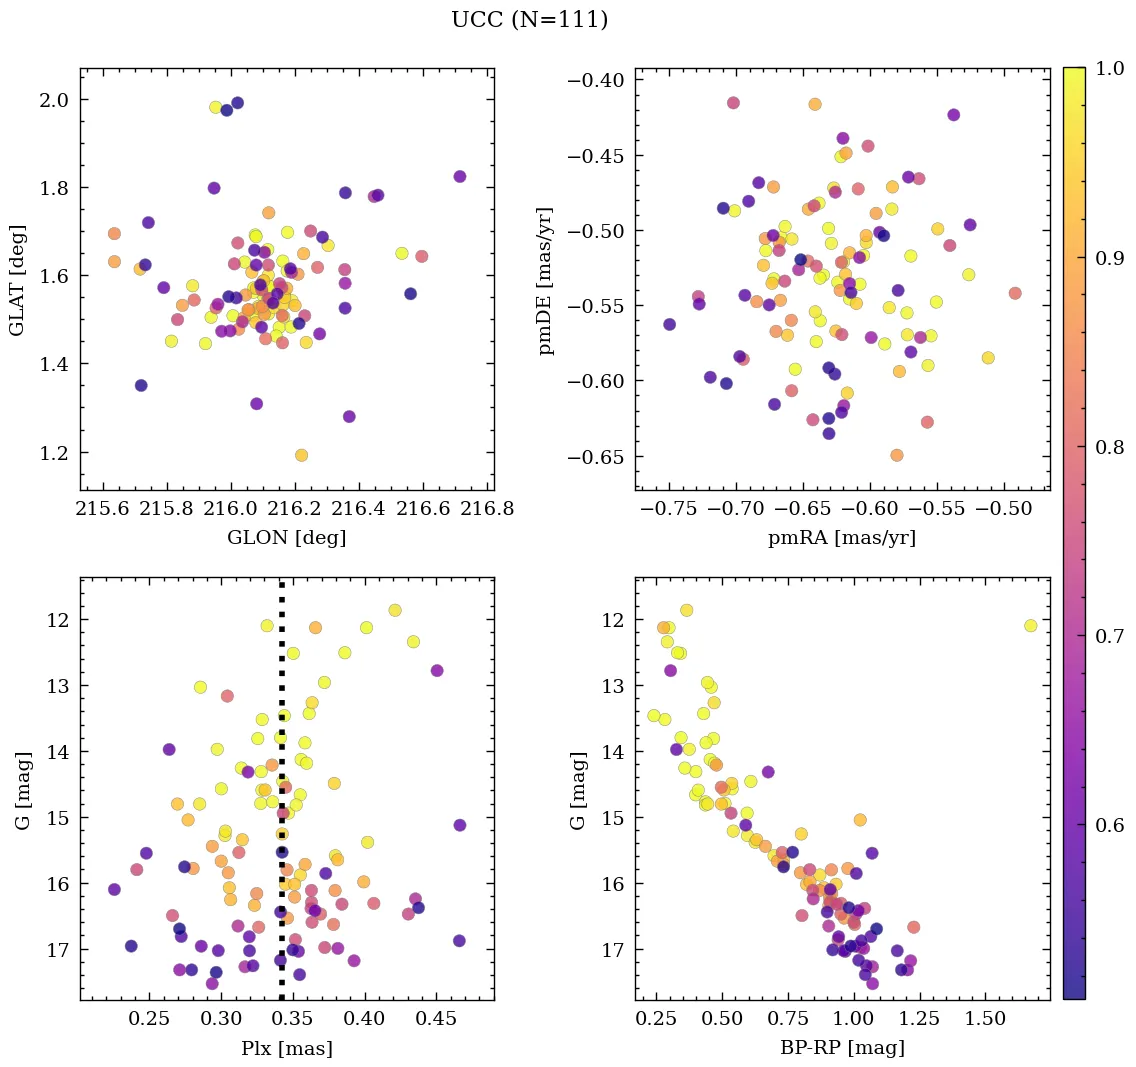 UCC (N=111)
2.0
1.8
1.6
1.4
1.2
GLAT [deg]
215.6 215.8 216.0 216.2 216.4 216.6 216.8
GLON [deg]
−0.40
−0.45
−0.50
−0.55
−0.60
−0.65
pmDE [mas/yr]
−0.75 −0.70 −0.65 −0.60 −0.55 −0.50
pmRA [mas/yr]
1.0
0.9
0.8
0.7
0.6
12
13
14
15
16
17
G [mag]
0.25 0.30 0.35 0.40 0.45
Plx [mas]
12
13
14
15
16
17
G [mag]
0.25 0.50 0.75 1.00 1.25 1.50
BP-RP [mag]